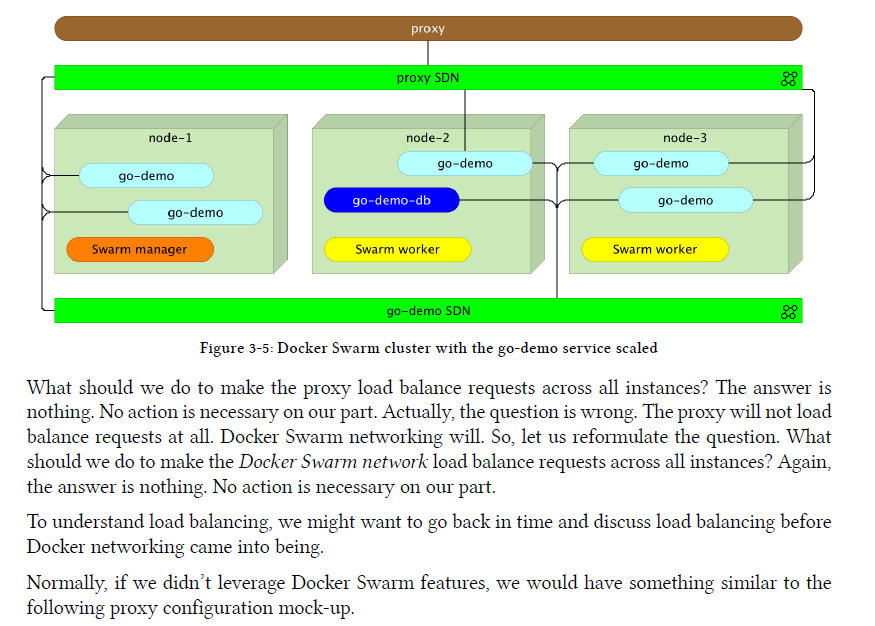 proxy
proxy SDN
node-1
node-2
node-3
go-demo
go-demo
go-demo
go-demo
go-demo-db
go-demo
go-demo
Swarm manager
Swarm worker
Swarm worker
go-demo SDN
Figure 3-5: Docker Swarm cluster with the go-demo service scaled
What should we do to make the proxy load balance requests across all instances? The answer is
nothing. No action is necessary on our part. Actually, the question is wrong. The proxy will not load
balance requests at all. Docker Swarm networking will. So, let us reformulate the question. What
should we do to make the Docker Swarm network load balance requests across all instances? Again,
the answer is nothing. No action is necessary on our part.
To understand load balancing, we might want to go back in time and discuss load balancing before
Docker networking came into being.
Normally, if we didn’t leverage Docker Swarm features, we would have something similar to the
following proxy configuration mock-up.